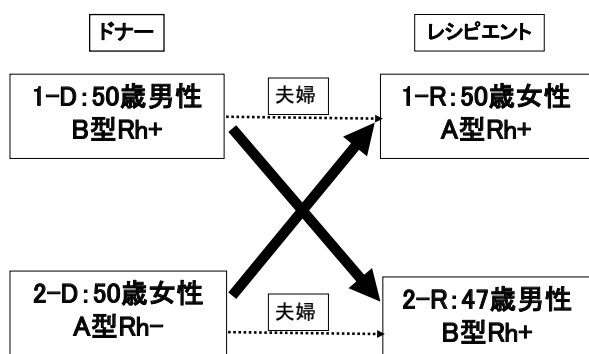 ドナー
レシピエント
1-D:50歳男性
B型Rh+
夫婦
1-R:50歳女性
A型Rh+
2-D:50歳女性
A型Rh-
夫婦
2-R:47歳男性
B型Rh+